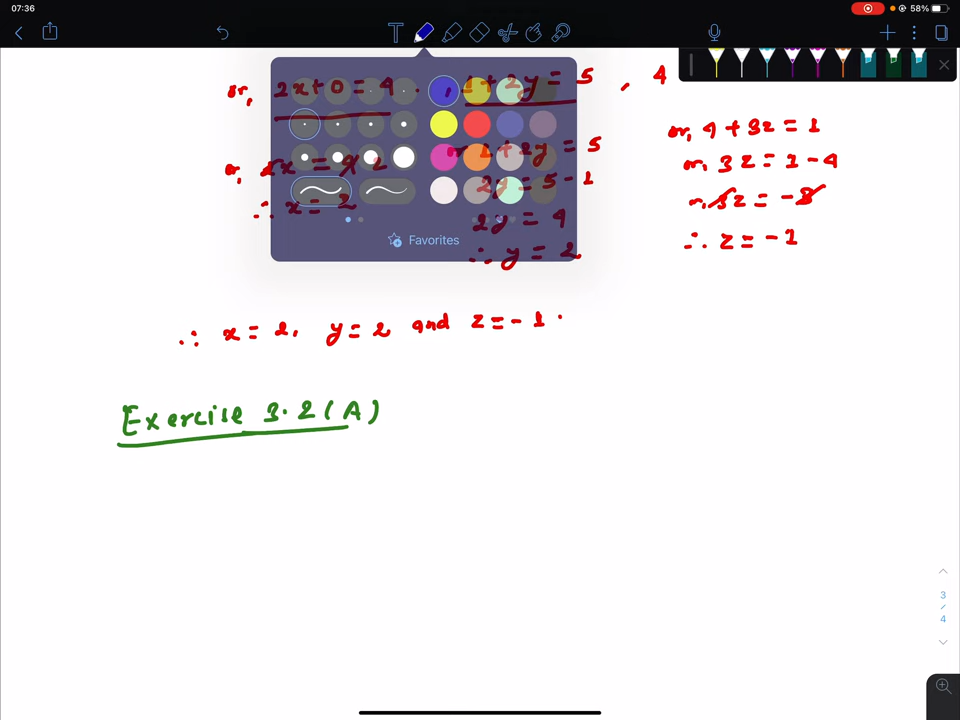 07:36
58%
T
or, 2x+0=4 . , 1+2y=5 , 4
or, 4+3z=1
or 1+2y=5
or, 3z=1-4
or, 2x=4 2
2y=5-1
or, 3z=-3
∴ x=2
2y=4
∴ z=-1
Favorites
∴ y=2.
∴ x=2, y=2 and z=-1.
Exercise 3.2(A)
3/4